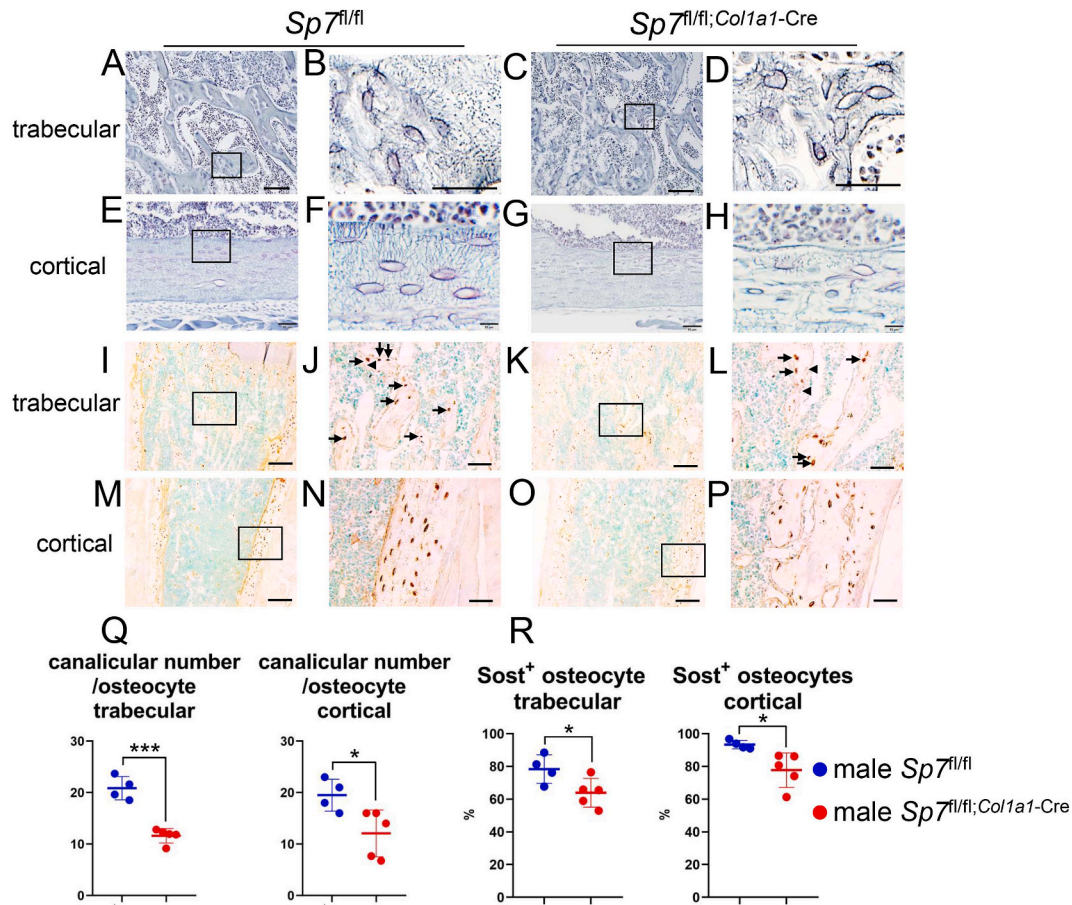 Sp7fl/fl
Sp7fl/fl;Col1a1-Cre
A
B
C
D
trabecular
E
F
G
H
cortical
I
J
K
L
trabecular
M
N
O
P
cortical
Q
R
canalicular number
/osteocyte
trabecular
canalicular number
/osteocyte
cortical
Sost+ osteocyte
trabecular
Sost+ osteocytes
cortical
30
20
10
0
***
30
20
10
0
*
100
80
60
40
20
0
%
*
100
80
60
40
20
0
%
*
male Sp7fl/fl
male Sp7fl/fl;Col1a1-Cre